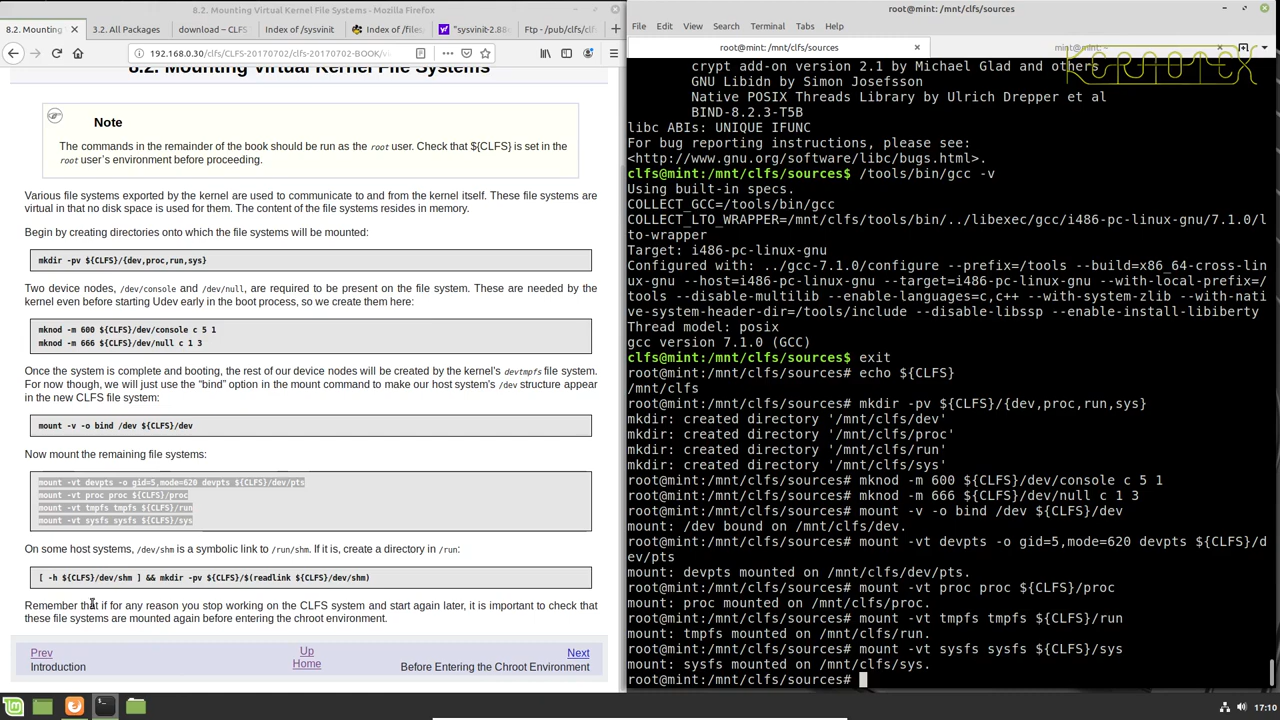 8.2. Mounting Virtual Kernel File Systems - Mozilla Firefox
8.2. Mounting
3.2. All Packages
download – CLFS
Index of /sysvinit
Index of /files
"sysvinit-2.88
Ftp - /pub/clfs/
192.168.0.30/clfs/CLFS-20170702/clfs-20170702-BOOK/
8.2. Mounting Virtual Kernel File Systems
Note
The commands in the remainder of the book should be run as the root user. Check that ${CLFS} is set in the
root user's environment before proceeding.
Various file systems exported by the kernel are used to communicate to and from the kernel itself. These file systems are
virtual in that no disk space is used for them. The content of the file systems resides in memory.
Begin by creating directories onto which the file systems will be mounted:
mkdir -pv ${CLFS}/{dev,proc,run,sys}
Two device nodes, /dev/console and /dev/null, are required to be present on the file system. These are needed by the
kernel even before starting Udev early in the boot process, so we create them here:
mknod -m 600 ${CLFS}/dev/console c 5 1
mknod -m 666 ${CLFS}/dev/null c 1 3
Once the system is complete and booting, the rest of our device nodes will be created by the kernel's devtmpfs file system.
For now though, we will just use the “bind” option in the mount command to make our host system's /dev structure appear
in the new CLFS file system:
mount -v -o bind /dev ${CLFS}/dev
Now mount the remaining file systems:
mount -vt devpts -o gid=5,mode=620 devpts ${CLFS}/dev/pts
mount -vt proc proc ${CLFS}/proc
mount -vt tmpfs tmpfs ${CLFS}/run
mount -vt sysfs sysfs ${CLFS}/sys
On some host systems, /dev/shm is a symbolic link to /run/shm. If it is, create a directory in /run:
[ -h ${CLFS}/dev/shm ] && mkdir -pv ${CLFS}/$(readlink ${CLFS}/dev/shm)
Remember that if for any reason you stop working on the CLFS system and start again later, it is important to check that
these file systems are mounted again before entering the chroot environment.
Prev
Up
Next
Introduction
Home
Before Entering the Chroot Environment
root@mint: /mnt/clfs/sources
File Edit View Search Terminal Tabs Help
root@mint: /mnt/clfs/sources
root@mint: ~
KERNOTEX
crypt add-on version 2.1 by Michael Glad and others
GNU Libidn by Simon Josefsson
Native POSIX Threads Library by Ulrich Drepper et al
BIND-8.2.3-T5B
libc ABIs: UNIQUE IFUNC
For bug reporting instructions, please see:
<http://www.gnu.org/software/libc/bugs.html>.
clfs@mint:/mnt/clfs/sources$ /tools/bin/gcc -v
Using built-in specs.
COLLECT_GCC=/tools/bin/gcc
COLLECT_LTO_WRAPPER=/mnt/clfs/tools/bin/../libexec/gcc/i486-pc-linux-gnu/7.1.0/l
to-wrapper
Target: i486-pc-linux-gnu
Configured with: ../gcc-7.1.0/configure --prefix=/tools --build=x86_64-cross-lin
ux-gnu --host=i486-pc-linux-gnu --target=i486-pc-linux-gnu --with-local-prefix=/
tools --disable-multilib --enable-languages=c,c++ --with-system-zlib --with-nati
ve-system-header-dir=/tools/include --disable-libssp --enable-install-libiberty
Thread model: posix
gcc version 7.1.0 (GCC)
clfs@mint:/mnt/clfs/sources$ exit
root@mint:/mnt/clfs/sources# echo ${CLFS}
/mnt/clfs
root@mint:/mnt/clfs/sources# mkdir -pv ${CLFS}/{dev,proc,run,sys}
mkdir: created directory '/mnt/clfs/dev'
mkdir: created directory '/mnt/clfs/proc'
mkdir: created directory '/mnt/clfs/run'
mkdir: created directory '/mnt/clfs/sys'
root@mint:/mnt/clfs/sources# mknod -m 600 ${CLFS}/dev/console c 5 1
root@mint:/mnt/clfs/sources# mknod -m 666 ${CLFS}/dev/null c 1 3
root@mint:/mnt/clfs/sources# mount -v -o bind /dev ${CLFS}/dev
mount: /dev bound on /mnt/clfs/dev.
root@mint:/mnt/clfs/sources# mount -vt devpts -o gid=5,mode=620 devpts ${CLFS}/d
ev/pts
mount: devpts mounted on /mnt/clfs/dev/pts.
root@mint:/mnt/clfs/sources# mount -vt proc proc ${CLFS}/proc
mount: proc mounted on /mnt/clfs/proc.
root@mint:/mnt/clfs/sources# mount -vt tmpfs tmpfs ${CLFS}/run
mount: tmpfs mounted on /mnt/clfs/run.
root@mint:/mnt/clfs/sources# mount -vt sysfs sysfs ${CLFS}/sys
mount: sysfs mounted on /mnt/clfs/sys.
root@mint:/mnt/clfs/sources#
17:10